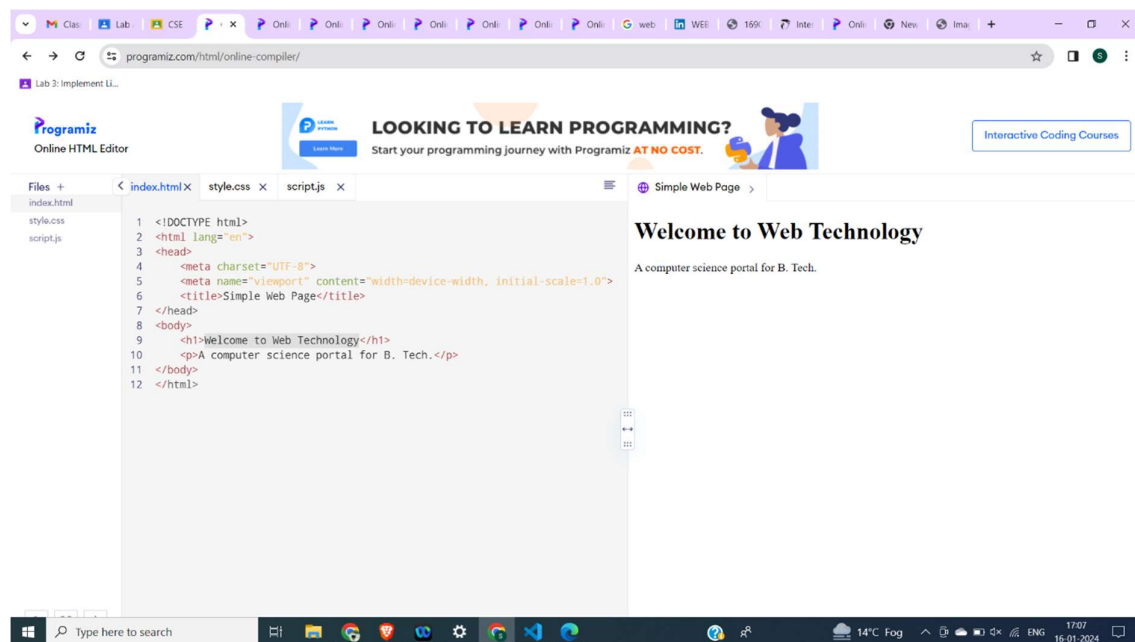 Clas
Lab
CSE
Onli
Onli
Onli
Onli
Onli
Onli
Onli
web
WEB
169(
Inter
Onli
New
Imag
programiz.com/html/online-compiler/
S
Lab 3: Implement Li...
Programiz
Online HTML Editor
LEARN PYTHON
Learn More
LOOKING TO LEARN PROGRAMMING?
Start your programming journey with Programiz AT NO COST.
Interactive Coding Courses
Files +
index.html
style.css
script.js
index.html
style.css
script.js
Simple Web Page
1 <!DOCTYPE html>
2 <html lang="en">
3 <head>
4 <meta charset="UTF-8">
5 <meta name="viewport" content="width=device-width, initial-scale=1.0">
6 <title>Simple Web Page</title>
7 </head>
8 <body>
9 <h1>Welcome to Web Technology</h1>
10 <p>A computer science portal for B. Tech.</p>
11 </body>
12 </html>
Welcome to Web Technology
A computer science portal for B. Tech.
Type here to search
14°C Fog
ENG
17:07
16-01-2024